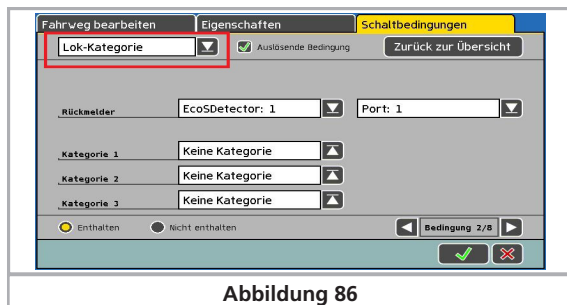 Fahrweg bearbeiten Eigenschaften Schaltbedingungen
Lok-Kategorie Auslösende Bedingung Zurück zur Übersicht
Rückmelder EcoSDetector: 1 Port: 1
Kategorie 1 Keine Kategorie
Kategorie 2 Keine Kategorie
Kategorie 3 Keine Kategorie
Enthalten Nicht enthalten Bedingung 2/8
Abbildung 86